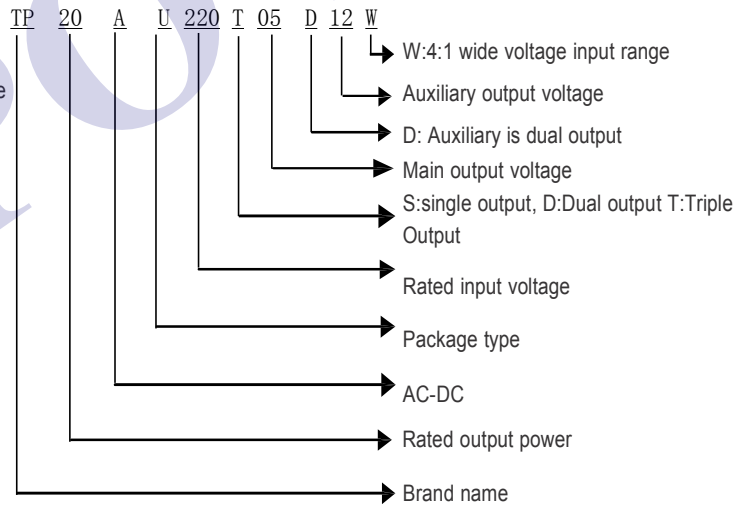 TP 20 A U 220 T 05 D 12 W
W:4:1 wide voltage input range
e
Auxiliary output voltage
D: Auxiliary is dual output
Main output voltage
S:single output, D:Dual output T:Triple
Output
Rated input voltage
Package type
AC-DC
Rated output power
Brand name